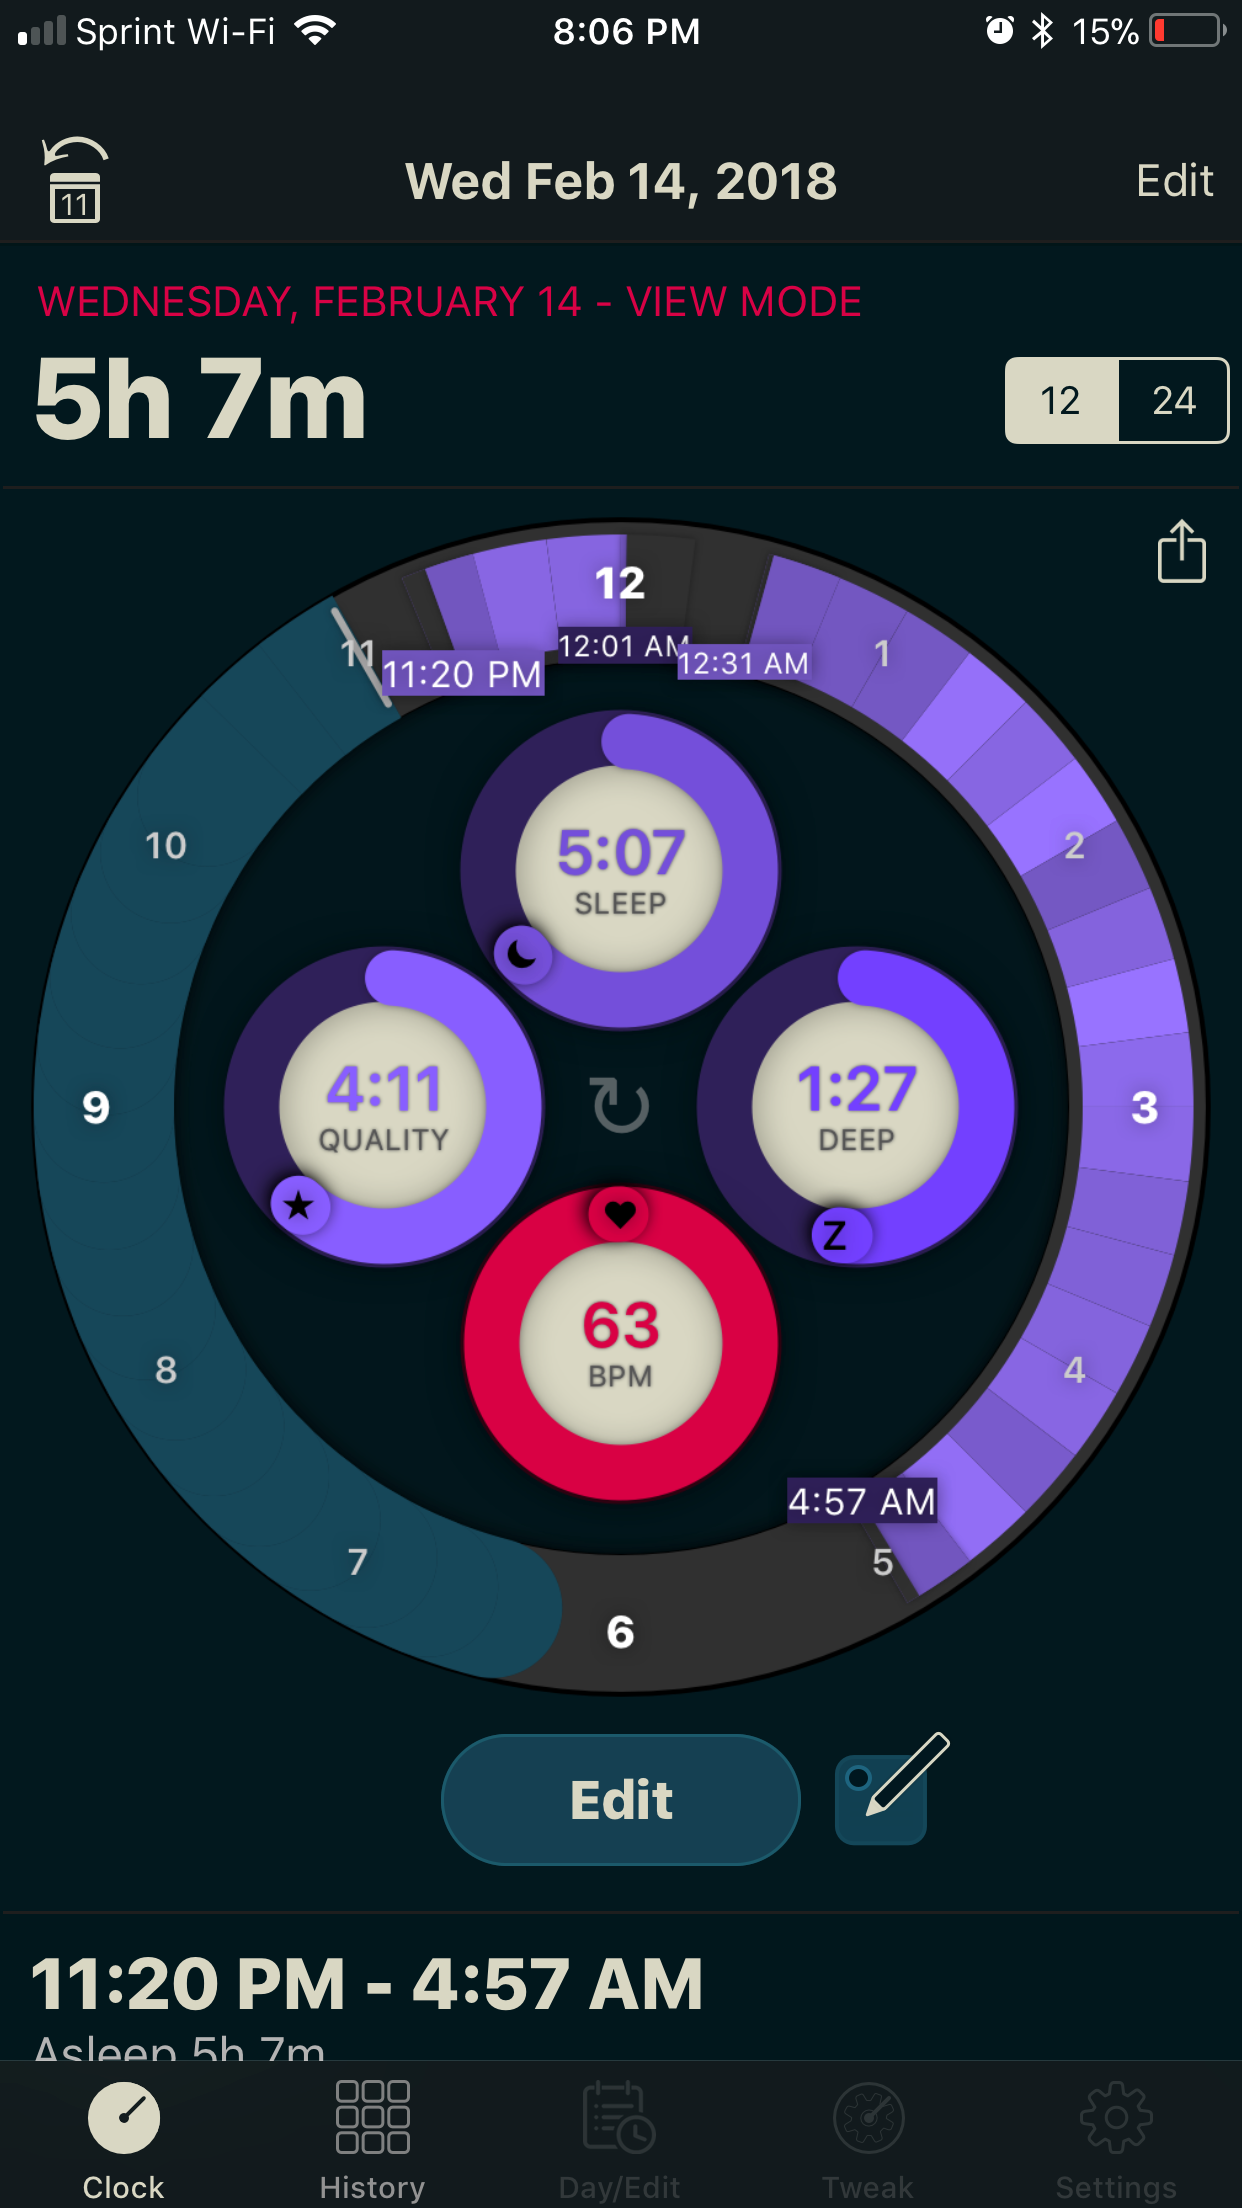 Sprint Wi-Fi 8:06 PM 15%
11 Wed Feb 14, 2018 Edit
WEDNESDAY, FEBRUARY 14 - VIEW MODE
5h 7m
12 24
12
11 1
11:20 PM 12:01 AM 12:31 AM
10 2
5:07
SLEEP
9 3
4:11
QUALITY
1:27
DEEP
Z
63
BPM
8 4
4:57 AM
7 5
6
Edit
11:20 PM - 4:57 AM
Asleep 5h 7m
Clock History Day/Edit Tweak Settings